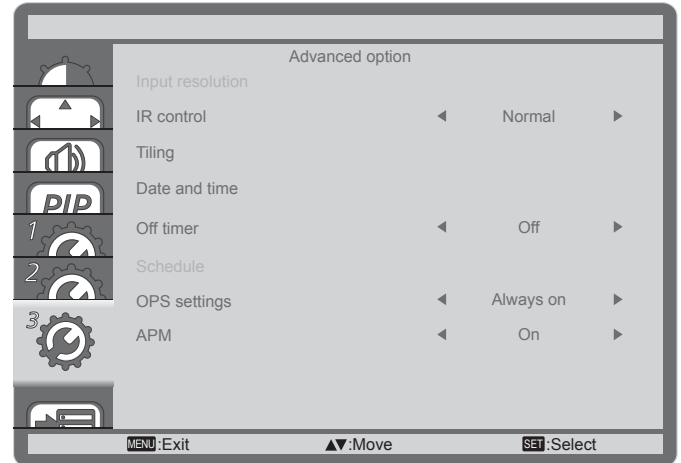 Advanced option
Input resolution
IR control ◀ Normal ▶
Tiling
Date and time
PIP
Off timer ◀ Off ▶
1
Schedule
2
OPS settings ◀ Always on ▶
3
APM ◀ On ▶
MENU :Exit ▲▼:Move SET :Select